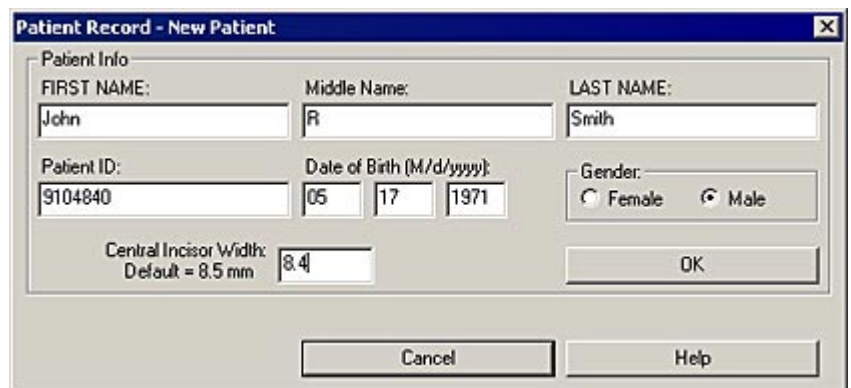 Patient Record - New Patient
Patient Info
FIRST NAME: Middle Name: LAST NAME:
John R Smith
Patient ID: Date of Birth (M/d/yyyy): Gender:
9104840 05 17 1971 Female Male
Central Incisor Width:
Default = 8.5 mm 8.4 OK
Cancel Help